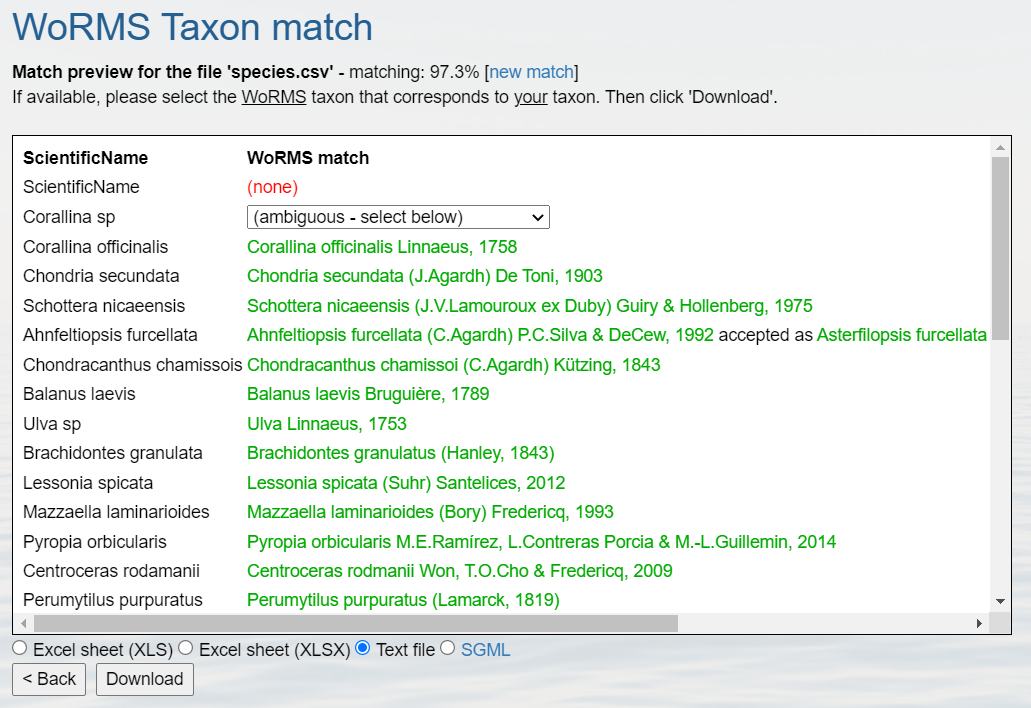 WoRMS Taxon match
Match preview for the file 'species.csv' - matching: 97.3% [new match]
If available, please select the WoRMS taxon that corresponds to your taxon. Then click 'Download'.
ScientificName WoRMS match
ScientificName (none)
Corallina sp (ambiguous - select below)
Corallina officinalis Corallina officinalis Linnaeus, 1758
Chondria secundata Chondria secundata (J.Agardh) De Toni, 1903
Schottera nicaeensis Schottera nicaeensis (J.V.Lamouroux ex Duby) Guiry & Hollenberg, 1975
Ahnfeltiopsis furcellata Ahnfeltiopsis furcellata (C.Agardh) P.C.Silva & DeCew, 1992 accepted as Asterfilopsis furcellata
Chondracanthus chamissois Chondracanthus chamissoi (C.Agardh) Kützing, 1843
Balanus laevis Balanus laevis Bruguière, 1789
Ulva sp Ulva Linnaeus, 1753
Brachidontes granulata Brachidontes granulatus (Hanley, 1843)
Lessonia spicata Lessonia spicata (Suhr) Santelices, 2012
Mazzaella laminarioides Mazzaella laminarioides (Bory) Fredericq, 1993
Pyropia orbicularis Pyropia orbicularis M.E.Ramírez, L.Contreras Porcia & M.-L.Guillemin, 2014
Centroceras rodamanii Centroceras rodmanii Won, T.O.Cho & Fredericq, 2009
Perumytilus purpuratus Perumytilus purpuratus (Lamarck, 1819)
Excel sheet (XLS) Excel sheet (XLSX) Text file SGML
< Back Download